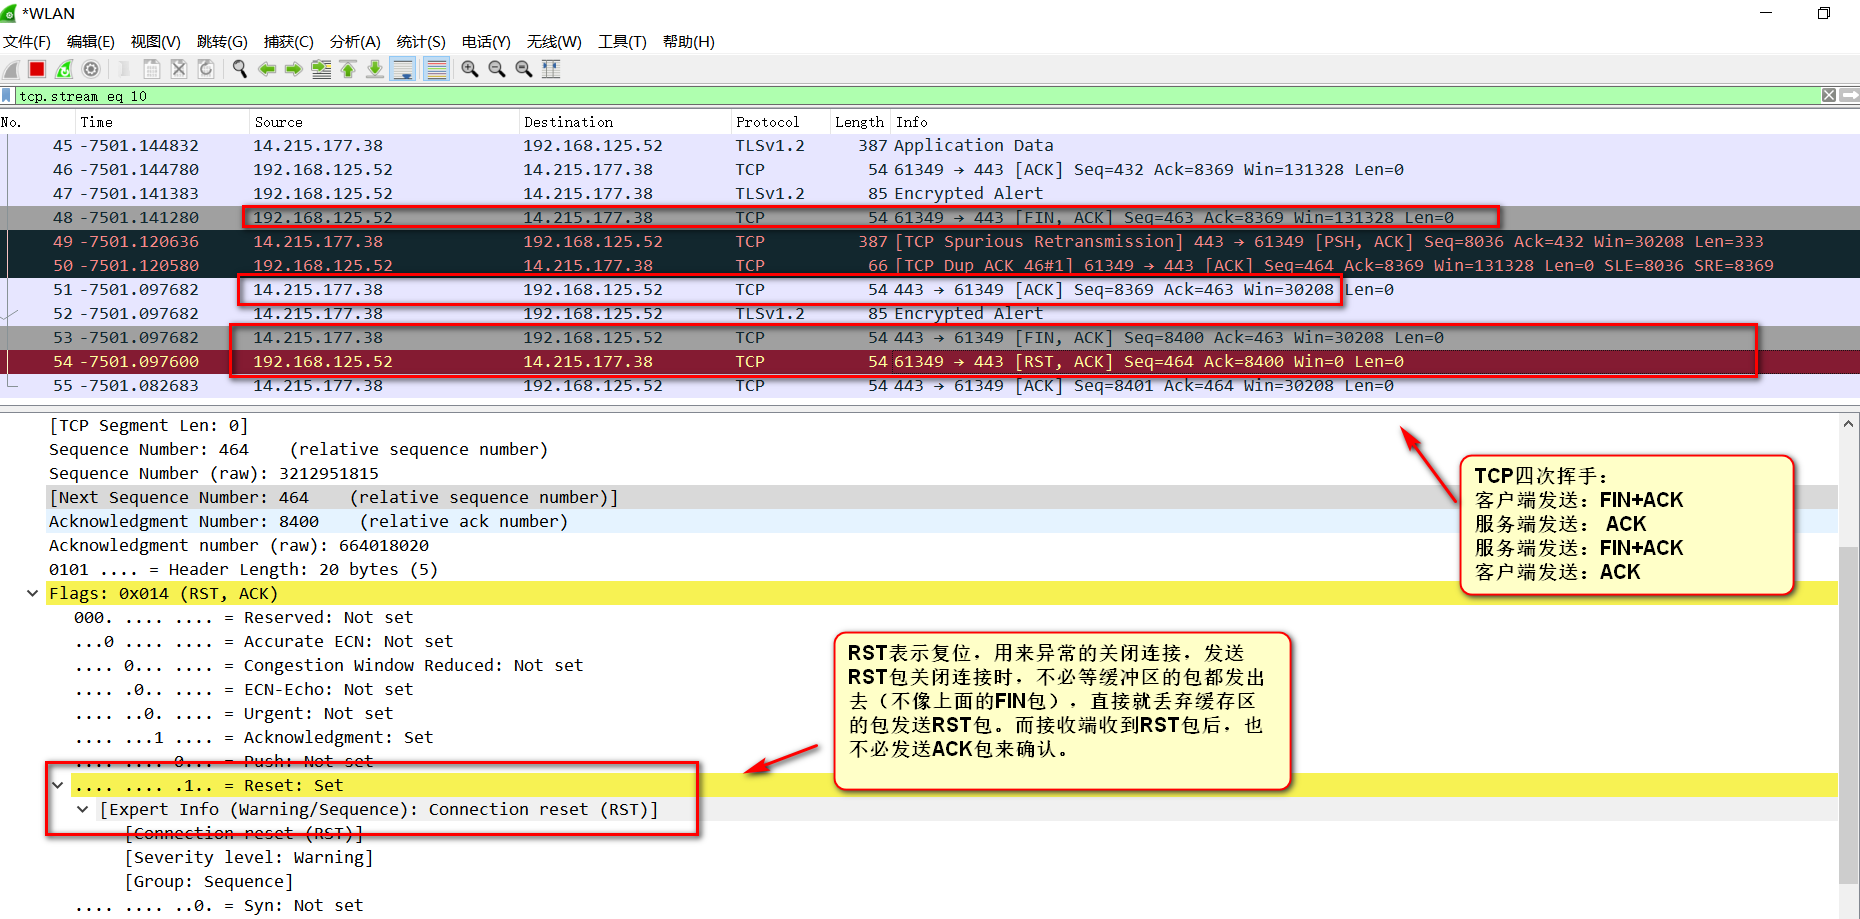 *WLAN
文件(F) 编辑(E) 视图(V) 跳转(G) 捕获(C) 分析(A) 统计(S) 电话(Y) 无线(W) 工具(T) 帮助(H)
tcp.stream eq 10
No. Time Source Destination Protocol Length Info
45 -7501.144832 14.215.177.38 192.168.125.52 TLSv1.2 387 Application Data
46 -7501.144780 192.168.125.52 14.215.177.38 TCP 54 61349 → 443 [ACK] Seq=432 Ack=8369 Win=131328 Len=0
47 -7501.141383 192.168.125.52 14.215.177.38 TLSv1.2 85 Encrypted Alert
48 -7501.141280 192.168.125.52 14.215.177.38 TCP 54 61349 → 443 [FIN, ACK] Seq=463 Ack=8369 Win=131328 Len=0
49 -7501.120636 14.215.177.38 192.168.125.52 TCP 387 [TCP Spurious Retransmission] 443 → 61349 [PSH, ACK] Seq=8036 Ack=432 Win=30208 Len=333
50 -7501.120580 192.168.125.52 14.215.177.38 TCP 66 [TCP Dup ACK 46#1] 61349 → 443 [ACK] Seq=464 Ack=8369 Win=131328 Len=0 SLE=8036 SRE=8369
51 -7501.097682 14.215.177.38 192.168.125.52 TCP 54 443 → 61349 [ACK] Seq=8369 Ack=463 Win=30208 Len=0
52 -7501.097682 14.215.177.38 192.168.125.52 TLSv1.2 85 Encrypted Alert
53 -7501.097682 14.215.177.38 192.168.125.52 TCP 54 443 → 61349 [FIN, ACK] Seq=8400 Ack=463 Win=30208 Len=0
54 -7501.097600 192.168.125.52 14.215.177.38 TCP 54 61349 → 443 [RST, ACK] Seq=464 Ack=8400 Win=0 Len=0
55 -7501.082683 14.215.177.38 192.168.125.52 TCP 54 443 → 61349 [ACK] Seq=8401 Ack=464 Win=30208 Len=0
[TCP Segment Len: 0]
Sequence Number: 464 (relative sequence number)
Sequence Number (raw): 3212951815
[Next Sequence Number: 464 (relative sequence number)]
Acknowledgment Number: 8400 (relative ack number)
Acknowledgment number (raw): 664018020
0101 .... = Header Length: 20 bytes (5)
Flags: 0x014 (RST, ACK)
000. .... .... = Reserved: Not set
...0 .... .... = Accurate ECN: Not set
.... 0... .... = Congestion Window Reduced: Not set
.... .0.. .... = ECN-Echo: Not set
.... ..0. .... = Urgent: Not set
.... ...1 .... = Acknowledgment: Set
.... .... 0... = Push: Not set
.... .... .1.. = Reset: Set
[Expert Info (Warning/Sequence): Connection reset (RST)]
[Connection reset (RST)]
[Severity level: Warning]
[Group: Sequence]
.... .... ..0. = Syn: Not set
TCP四次挥手：
客户端发送：FIN+ACK
服务端发送： ACK
服务端发送：FIN+ACK
客户端发送：ACK
RST表示复位，用来异常的关闭连接，发送
RST包关闭连接时，不必等缓冲区的包都发出
去（不像上面的FIN包），直接就丢弃缓存区
的包发送RST包。而接收端收到RST包后，也
不必发送ACK包来确认。